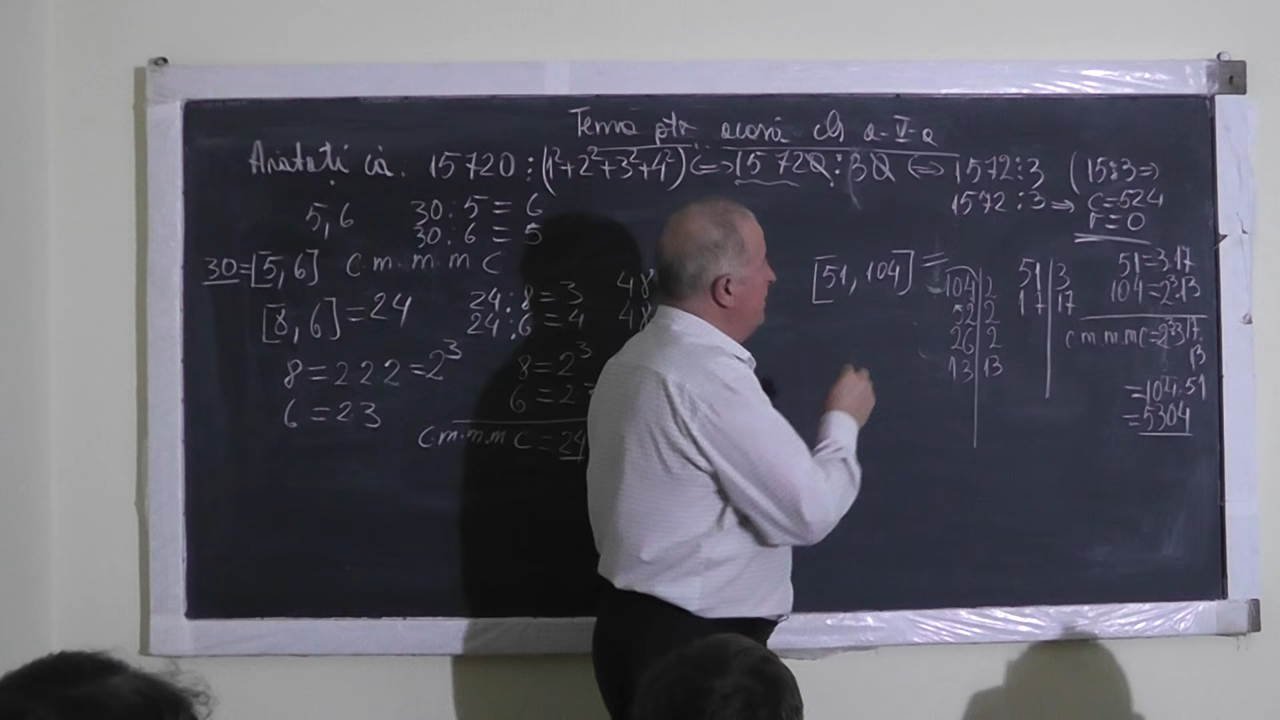 Tema ptr acasă cls a-V-a
Arătați că 15720 : (1²+2²+3²+4²) <=> 15720 : 30 <=> 1572:3 (15:3=>
1572:3 => C=524
r=0
5,6 30:5=6
30:6=5
30=[5,6] c m m m c
[8,6]=24 24:8=3 48
24:6=4 48
8=2 2 2=2³ 8=2³
6=2 3 6=2
c.m.m.m c=24
[51,104]=
104|2
52|2
26|2
13|13
51|3
17|17
51=3·17
104=2³·13
c m m m c=2³·3·17·
13
=104·51
=5304